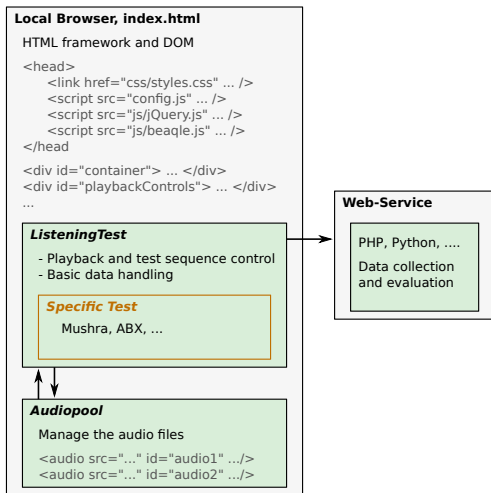 Local Browser, index.html
HTML framework and DOM
<head>
<link href="css/styles.css" ... />
<script src="config.js" ... />
<script src="js/jQuery.js" ... />
<script src="js/beaqle.js" ... />
</head
<div id="container"> ... </div>
<div id="playbackControls"> ... </div>
...
ListeningTest
- Playback and test sequence control
- Basic data handling
Specific Test
Mushra, ABX, ...
Audiopool
Manage the audio files
<audio src="..." id="audio1" .../>
<audio src="..." id="audio2" .../>
Web-Service
PHP, Python, ....
Data collection
and evaluation